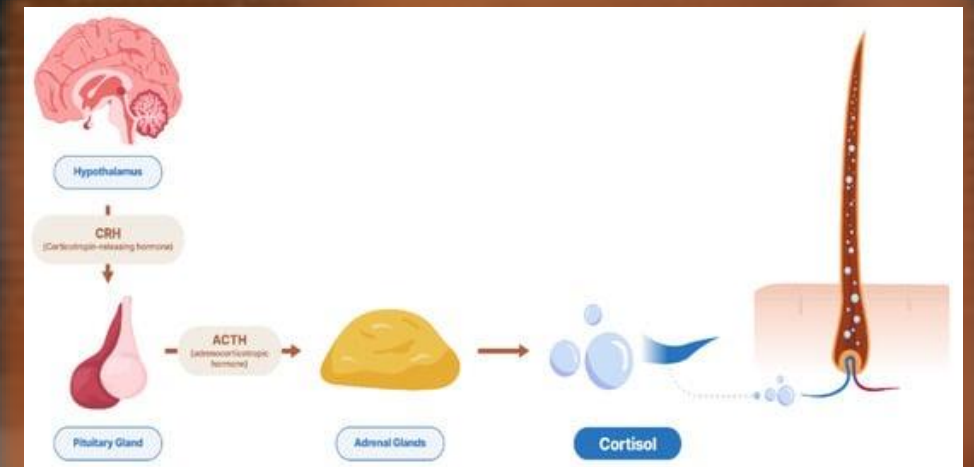 Hypothalamus
CRH
(Corticotropin-releasing hormone)
ACTH
(adrenocorticotropic
hormone)
Pituitary Gland
Adrenal Glands
Cortisol